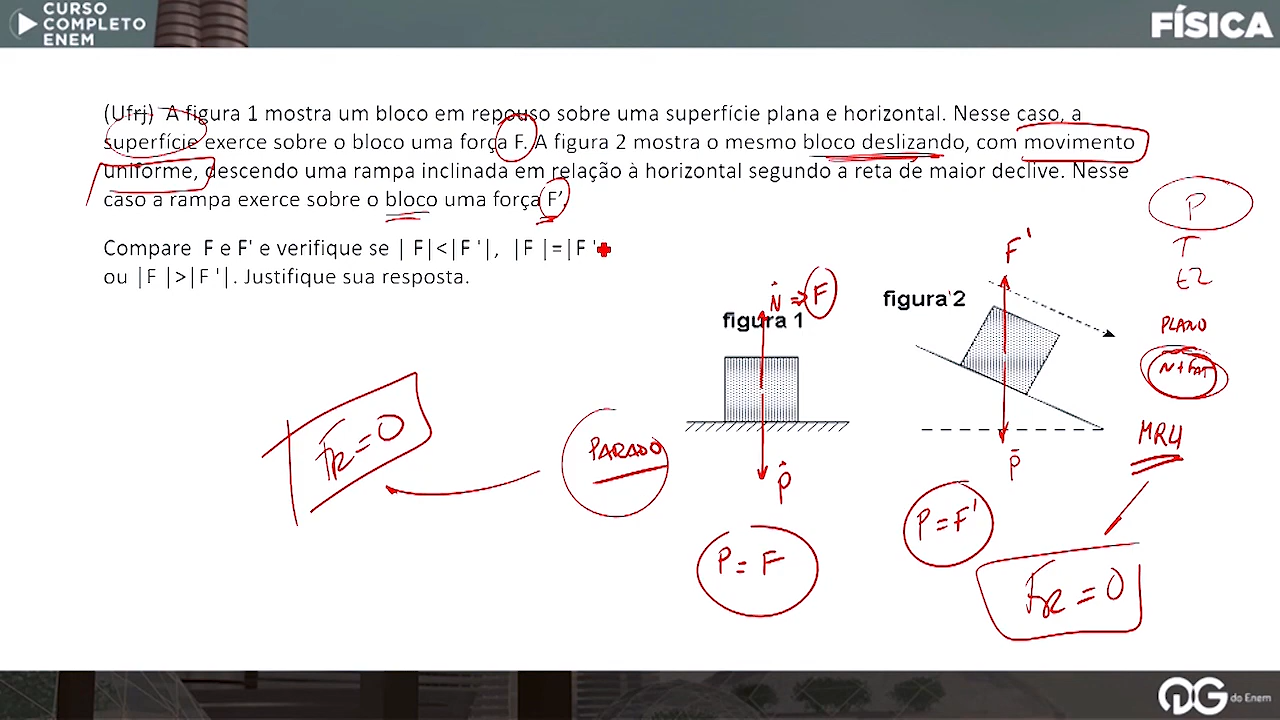 CURSO
COMPLETO
ENEM
FÍSICA
(Ufrj) A figura 1 mostra um bloco em repouso sobre uma superfície plana e horizontal. Nesse caso, a
superfície exerce sobre o bloco uma força F. A figura 2 mostra o mesmo bloco deslizando, com movimento
uniforme, descendo uma rampa inclinada em relação à horizontal segundo a reta de maior declive. Nesse
caso a rampa exerce sobre o bloco uma força F'.
Compare F e F' e verifique se | F|<|F '|, |F |=|F '
ou |F |>|F '|. Justifique sua resposta.
N => F
figura 1
P
PARADO
P = F
FR = 0
F'
figura 2
P
P = F'
P
T
PLANO
N + FAT
MRU
FR = 0
QG do Enem